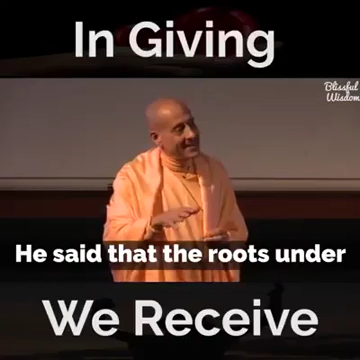 In Giving
Blissful
Wisdom
He said that the roots under
We Receive